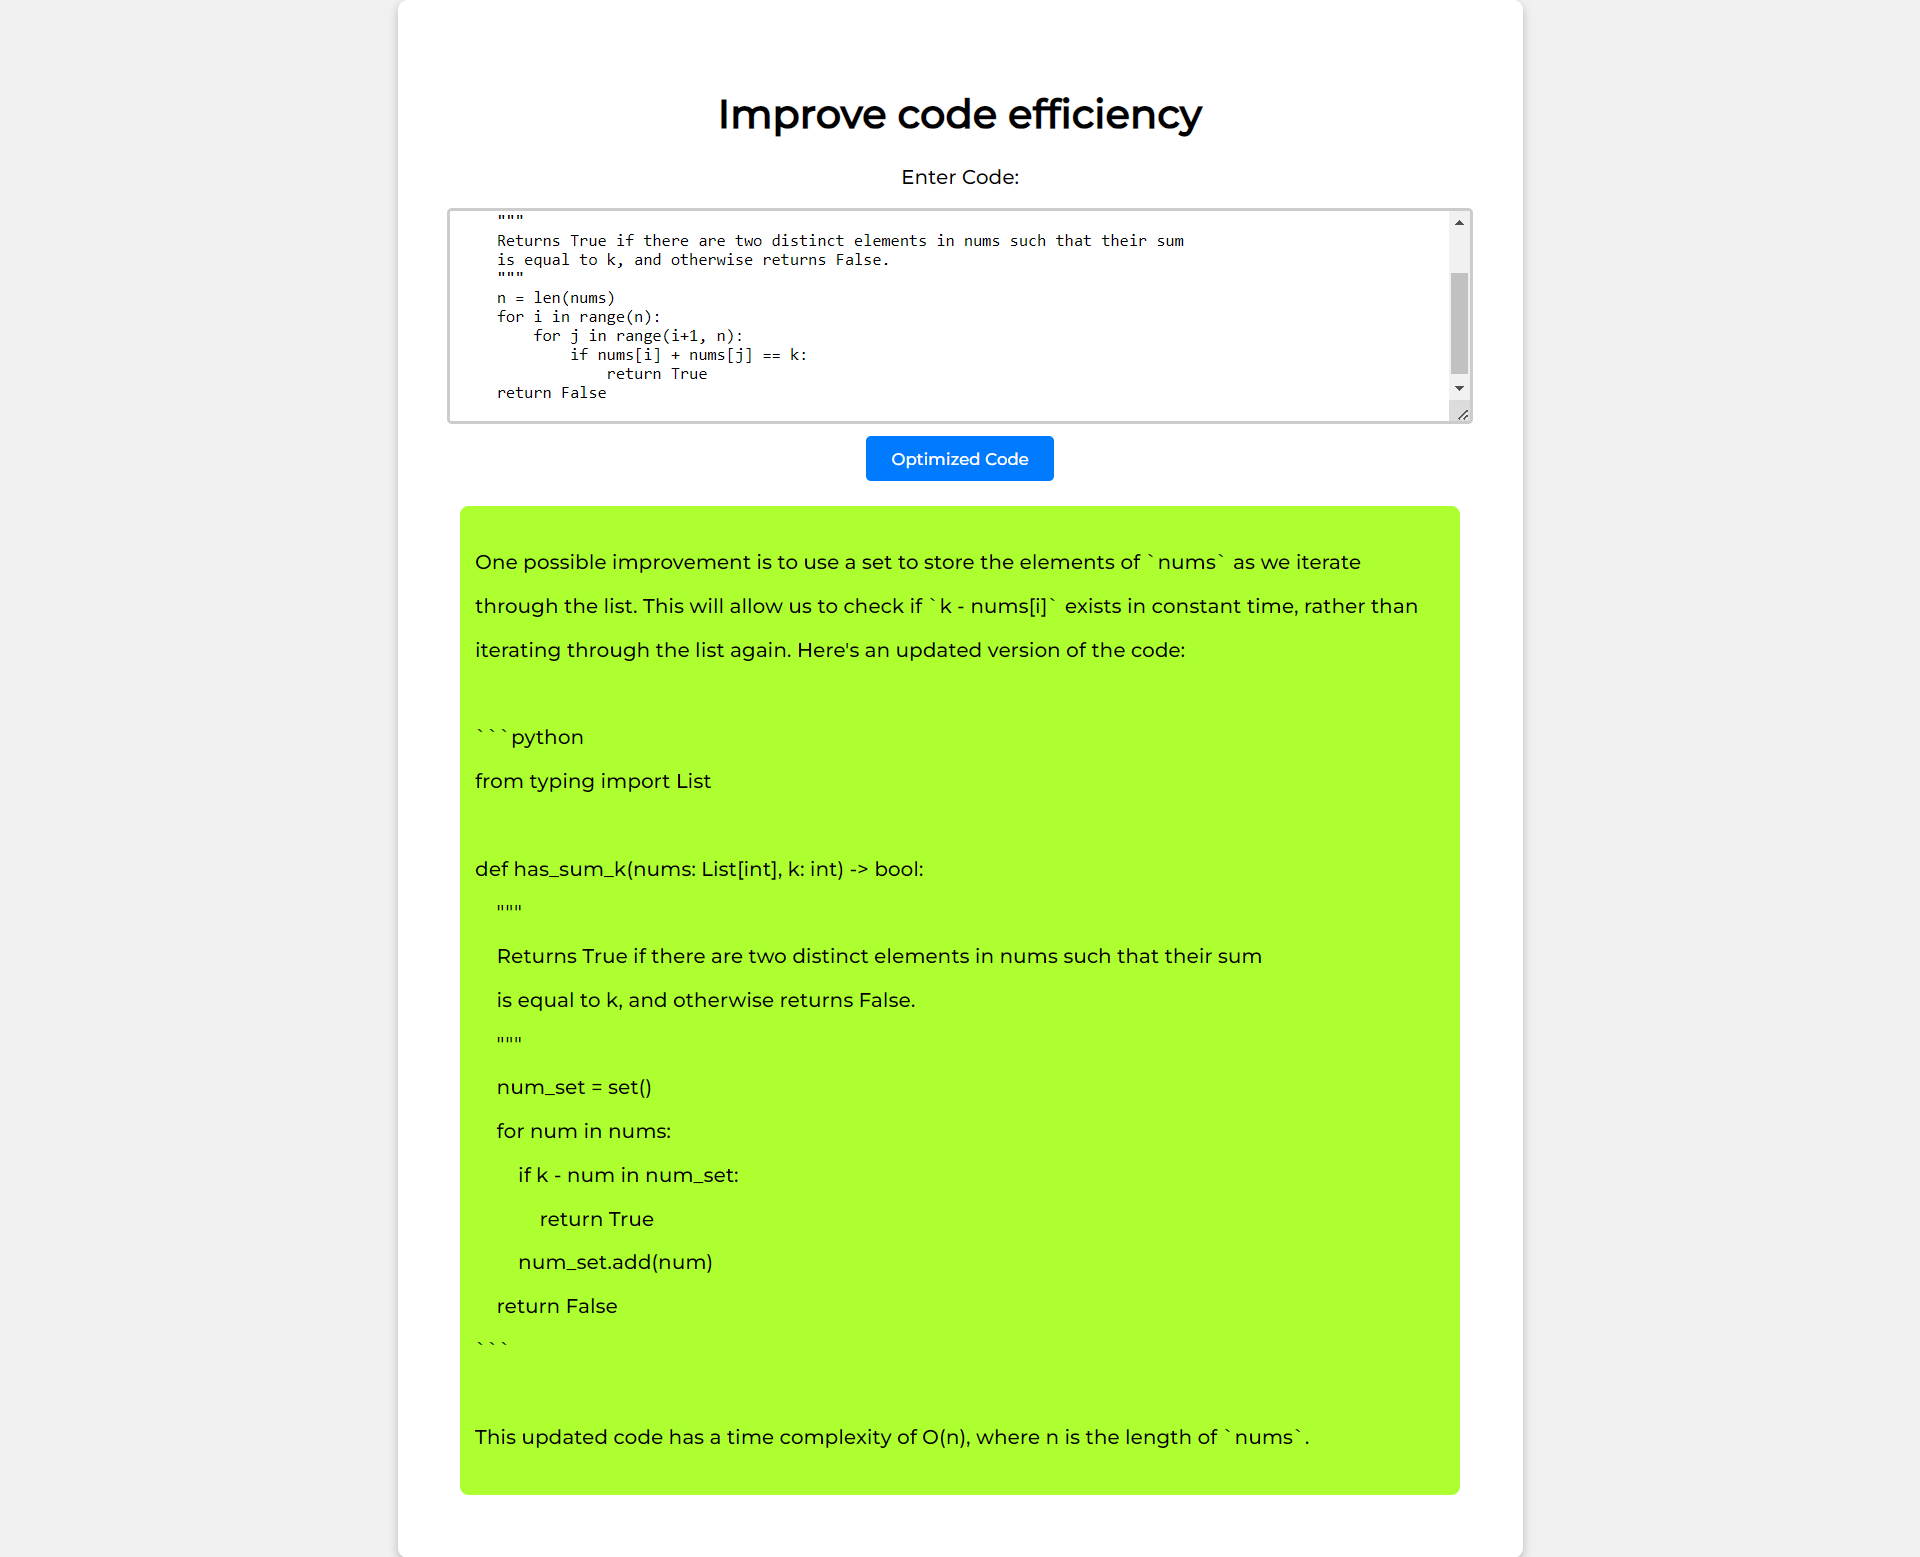 Improve code efficiency
Enter Code:
"""
Returns True if there are two distinct elements in nums such that their sum
is equal to k, and otherwise returns False.
"""
n = len(nums)
for i in range(n):
for j in range(i+1, n):
if nums[i] + nums[j] == k:
return True
return False
Optimized Code
One possible improvement is to use a set to store the elements of `nums` as we iterate
through the list. This will allow us to check if `k - nums[i]` exists in constant time, rather than
iterating through the list again. Here's an updated version of the code:
```python
from typing import List
def has_sum_k(nums: List[int], k: int) -> bool:
"""
Returns True if there are two distinct elements in nums such that their sum
is equal to k, and otherwise returns False.
"""
num_set = set()
for num in nums:
if k - num in num_set:
return True
num_set.add(num)
return False
```
This updated code has a time complexity of O(n), where n is the length of `nums`.